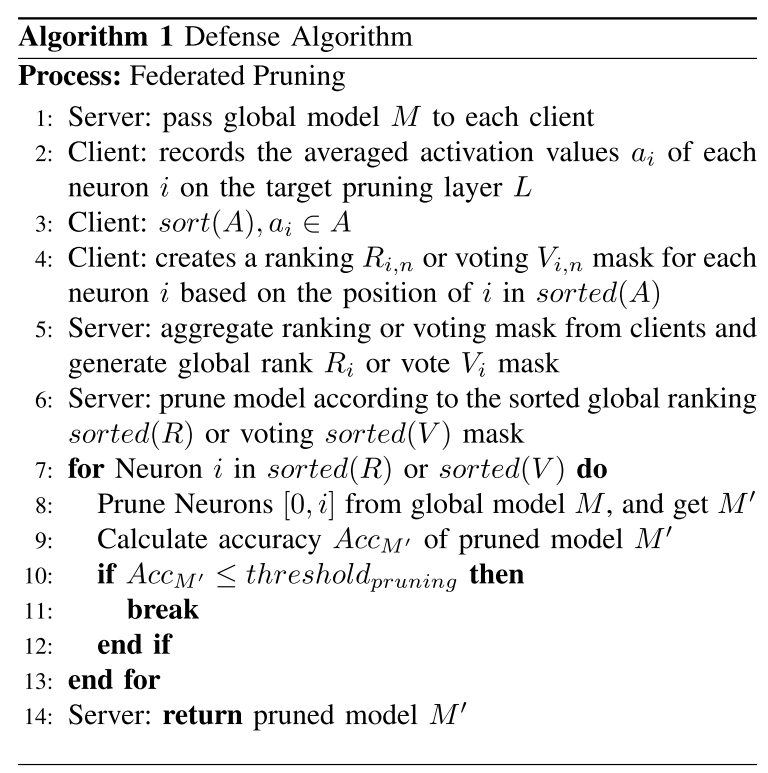 Algorithm 1 Defense Algorithm
Process: Federated Pruning
1: Server: pass global model M to each client
2: Client: records the averaged activation values a_i of each
neuron i on the target pruning layer L
3: Client: sort(A), a_i ∈ A
4: Client: creates a ranking R_{i,n} or voting V_{i,n} mask for each
neuron i based on the position of i in sorted(A)
5: Server: aggregate ranking or voting mask from clients and
generate global rank R_i or vote V_i mask
6: Server: prune model according to the sorted global ranking
sorted(R) or voting sorted(V) mask
7: for Neuron i in sorted(R) or sorted(V) do
8: Prune Neurons [0, i] from global model M, and get M′
9: Calculate accuracy Acc_{M′} of pruned model M′
10: if Acc_{M′} ≤ threshold_{pruning} then
11: break
12: end if
13: end for
14: Server: return pruned model M′